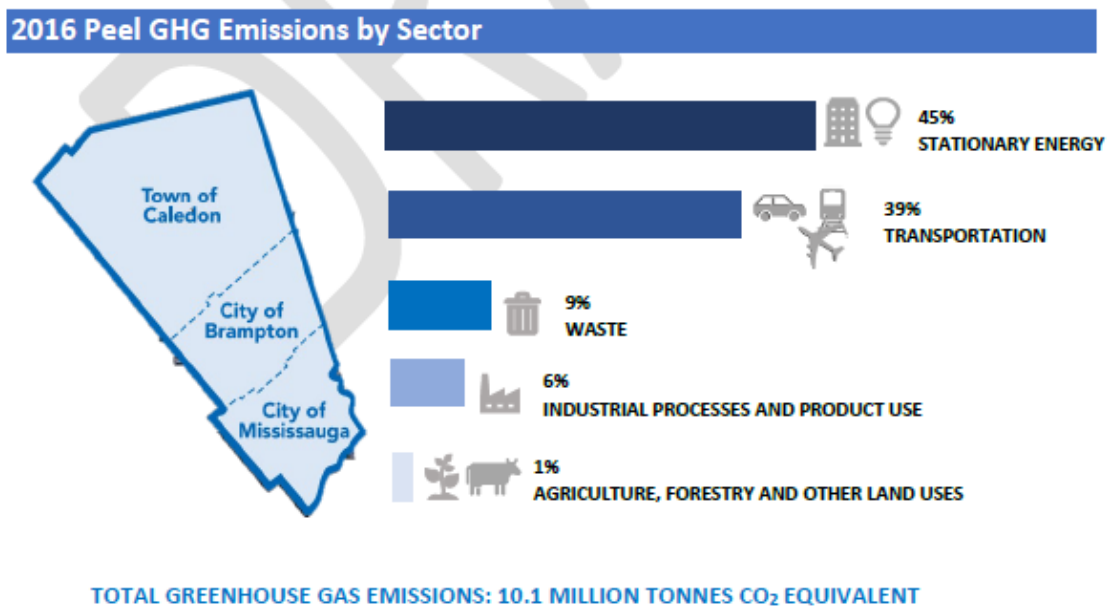 2016 Peel GHG Emissions by Sector
Town of
Caledon
City of
Brampton
City of
Mississauga
45%
STATIONARY ENERGY
39%
TRANSPORTATION
9%
WASTE
6%
INDUSTRIAL PROCESSES AND PRODUCT USE
1%
AGRICULTURE, FORESTRY AND OTHER LAND USES
TOTAL GREENHOUSE GAS EMISSIONS: 10.1 MILLION TONNES CO₂ EQUIVALENT